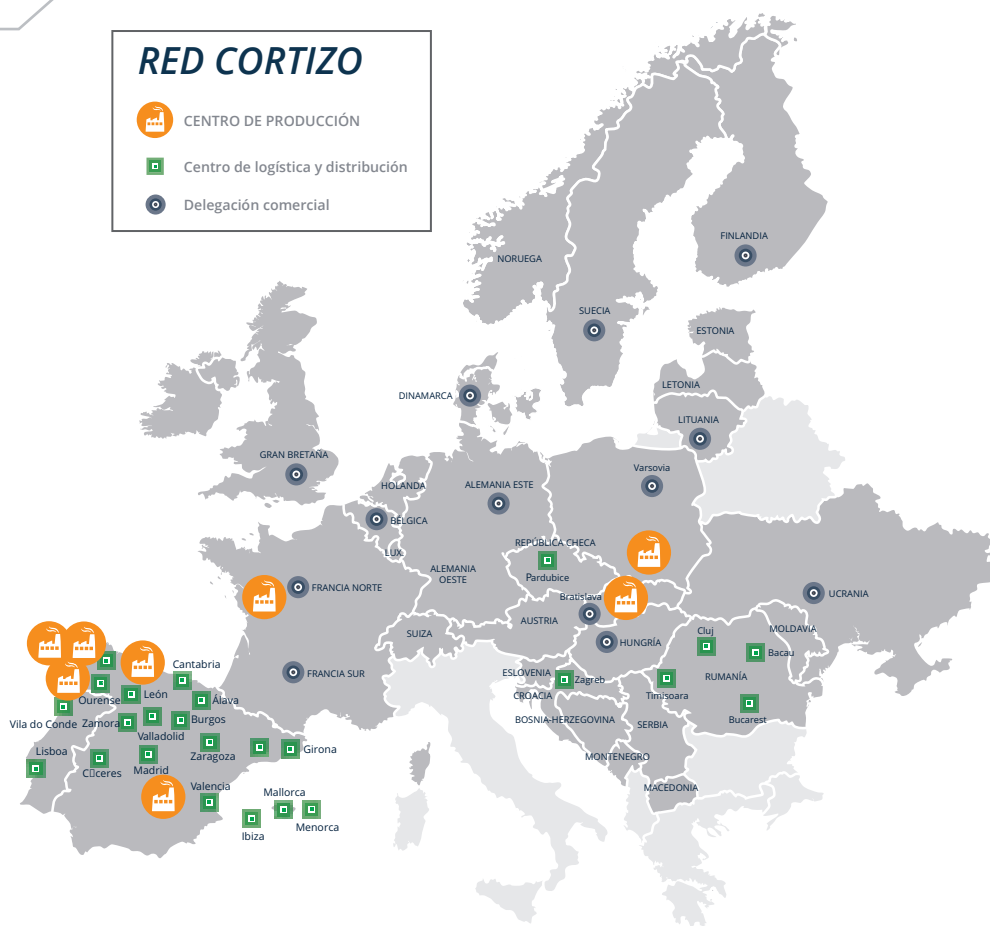 RED CORTIZO
CENTRO DE PRODUCCIÓN
Centro de logística y distribución
Delegación comercial
FINLANDIA
NORUEGA
SUECIA
ESTONIA
LETONIA
DINAMARCA
LITUANIA
GRAN BRETAÑA
Varsovia
HOLANDA
ALEMANIA ESTE
BÉLGICA
REPÚBLICA CHECA
LUX.
ALEMANIA
OESTE
Pardubice
FRANCIA NORTE
Bratislava
UCRANIA
AUSTRIA
SUIZA
MOLDAVIA
Cluj
HUNGRÍA
Bacau
Cantabria
FRANCIA SUR
ESLOVENIA
Zagreb
RUMANÍA
León
Ourense
Álava
CROACIA
Timisoara
Vila do Conde
Zamora
Burgos
BOSNIA-HERZEGOVINA
SERBIA
Bucarest
Valladolid
Lisboa
Girona
Zaragoza
MONTENEGRO
C▯ceres
Madrid
Valencia
MACEDONIA
Mallorca
Menorca
Ibiza